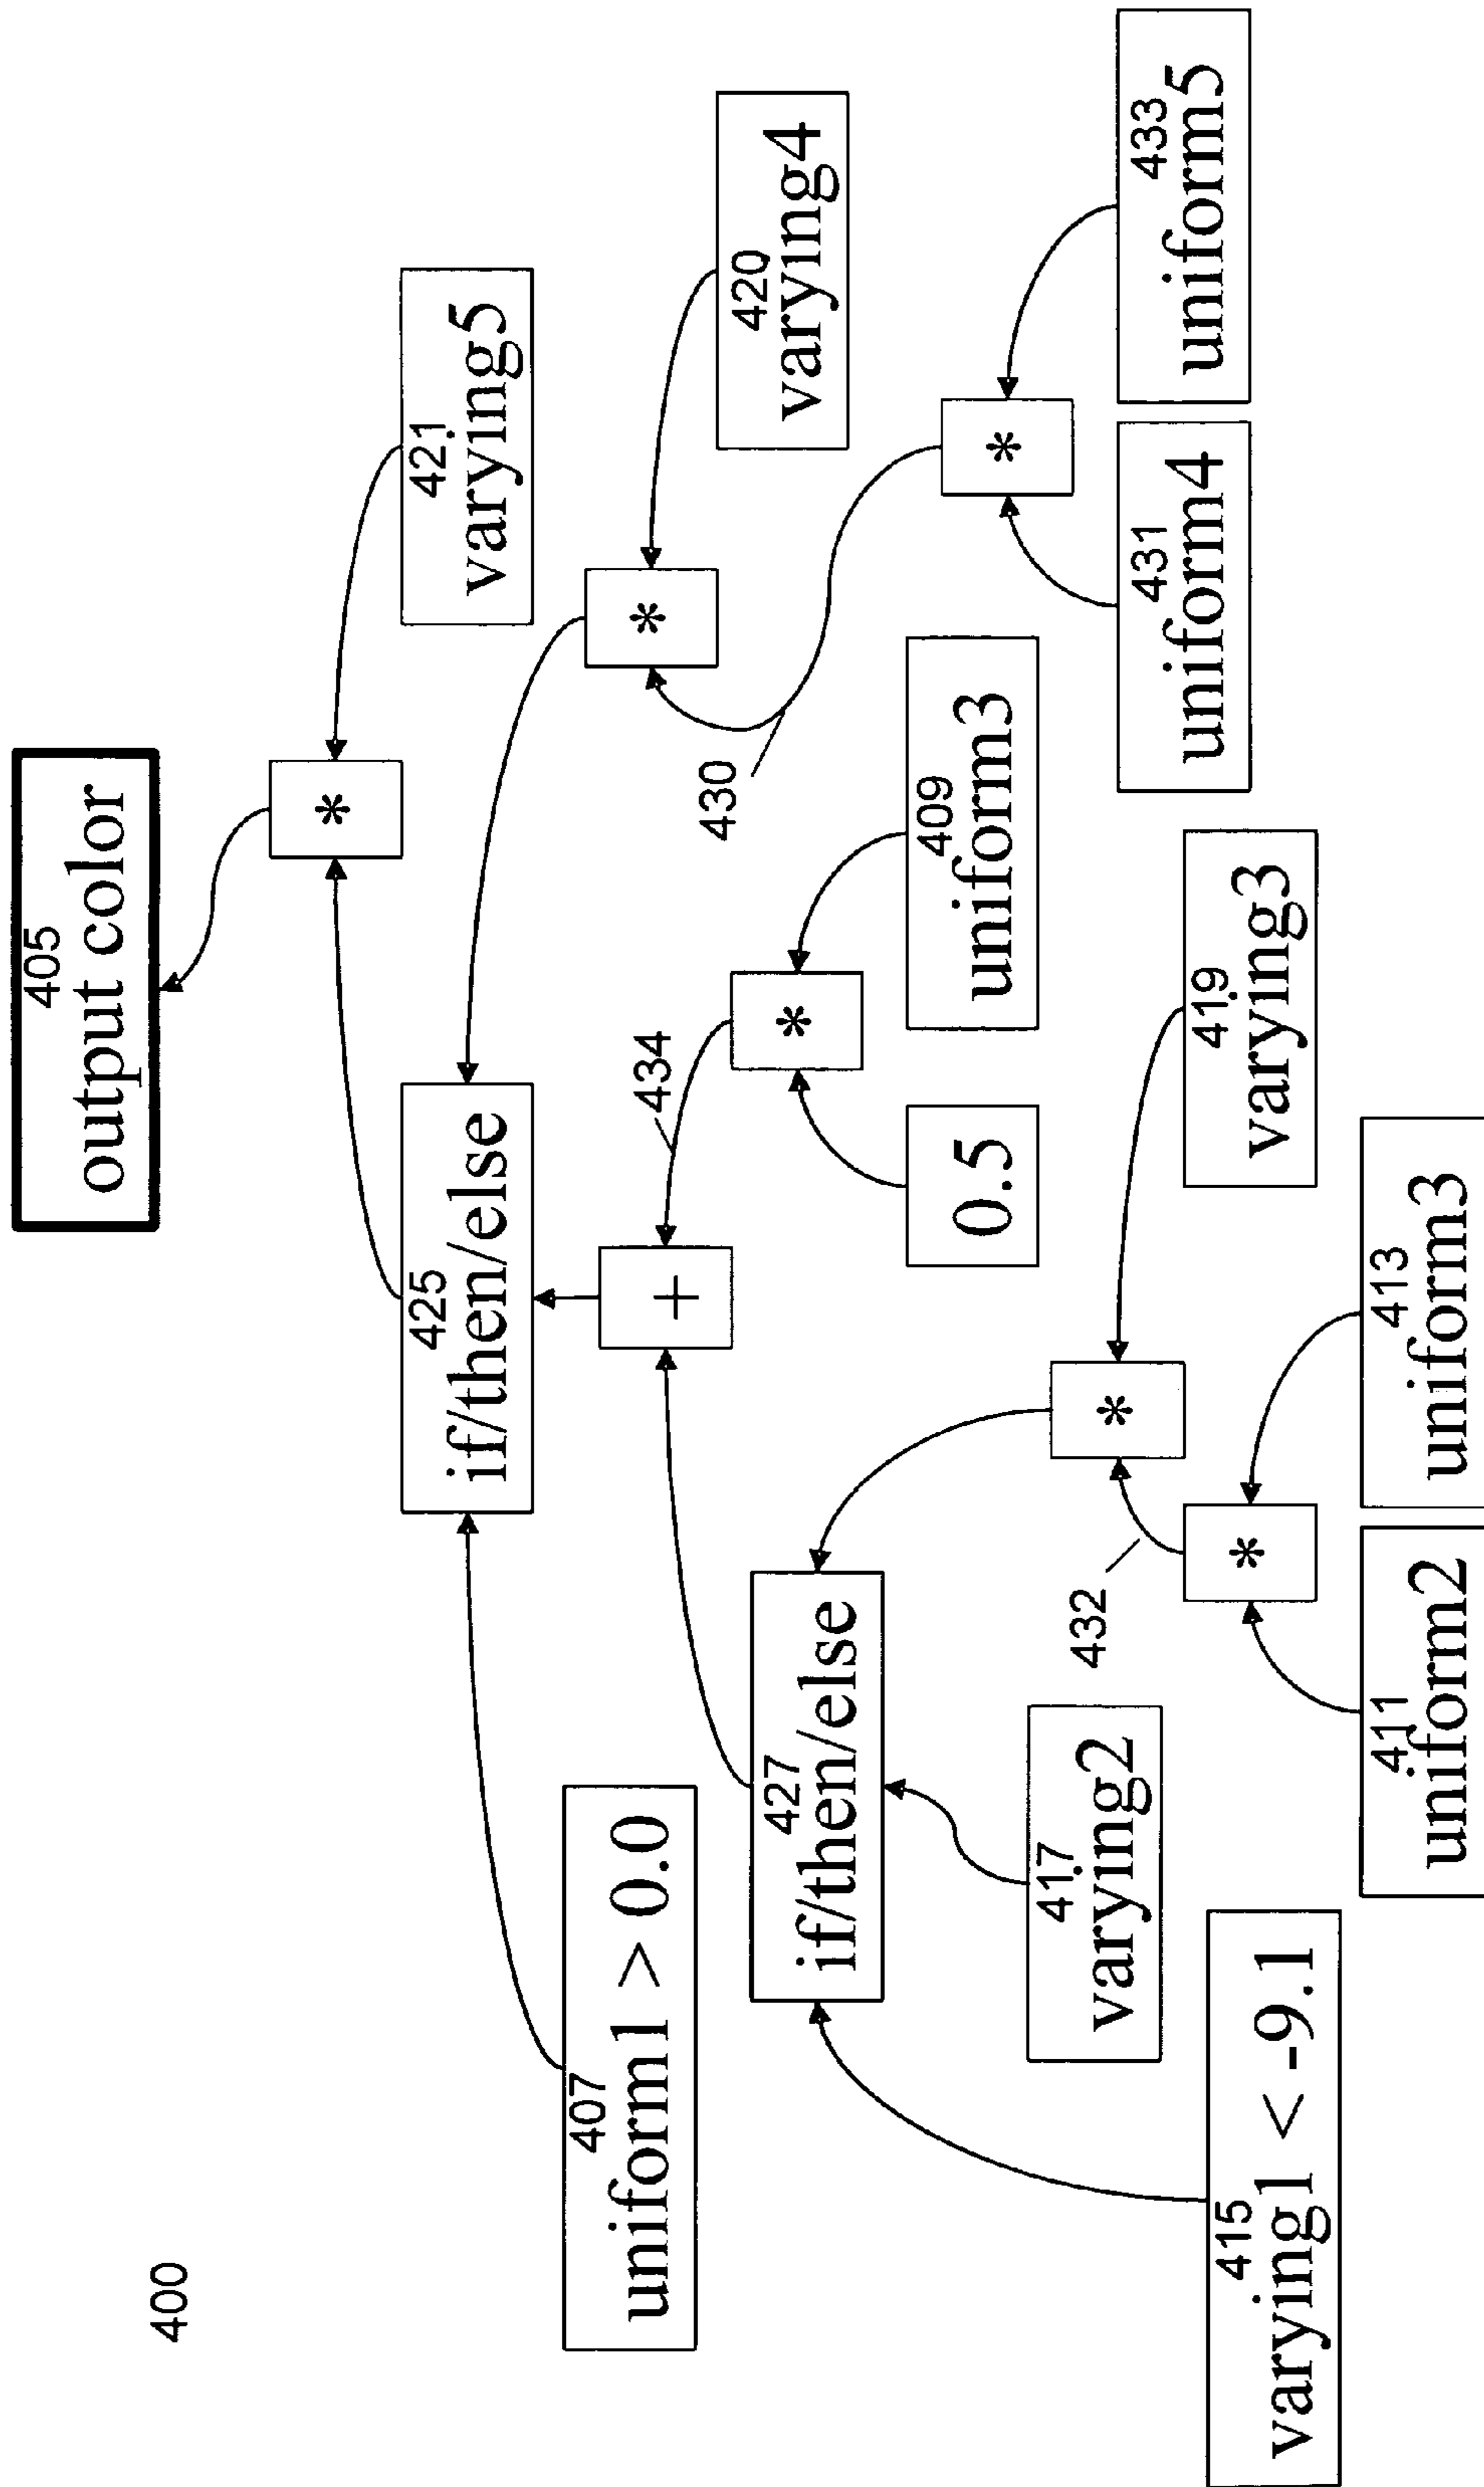 400
405
output color
*
421
varying5
425
if/then/else
407
uniform1 > 0.0
+
434
*
420
varying4
*
0.5
409
uniform3
430
*
431
uniform4
433
uniform5
427
if/then/else
415
varying1 < -9.1
417
varying2
*
419
varying3
432
*
411
uniform2
413
uniform3